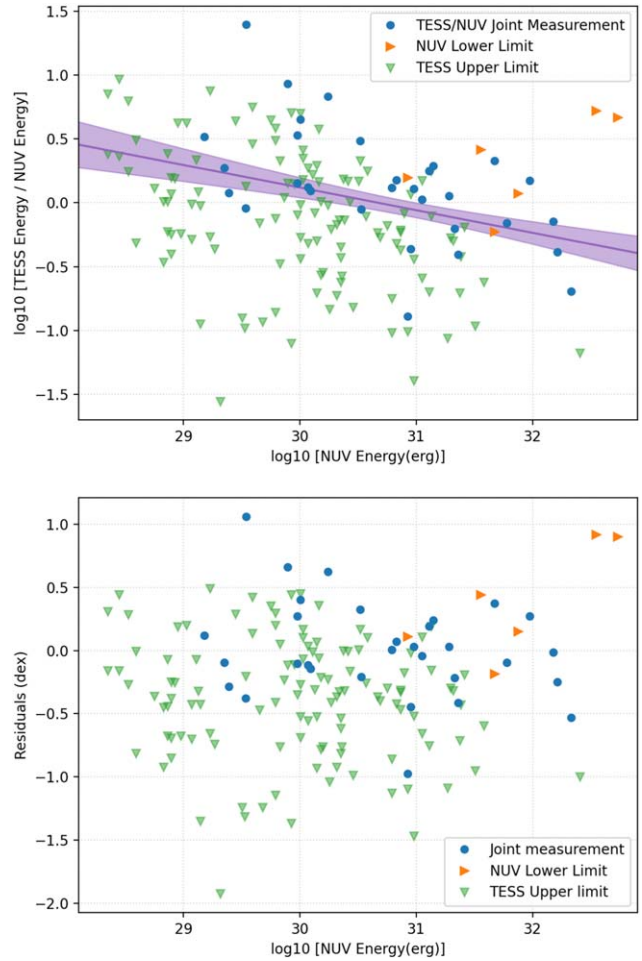 1.5
1.0
0.5
0.0
−0.5
−1.0
−1.5
log10 [TESS Energy / NUV Energy]
TESS/NUV Joint Measurement
NUV Lower Limit
TESS Upper Limit
29 30 31 32
log10 [NUV Energy(erg)]
1.0
0.5
0.0
−0.5
−1.0
−1.5
−2.0
Residuals (dex)
Joint measurement
NUV Lower Limit
TESS Upper limit
29 30 31 32
log10 [NUV Energy(erg)]